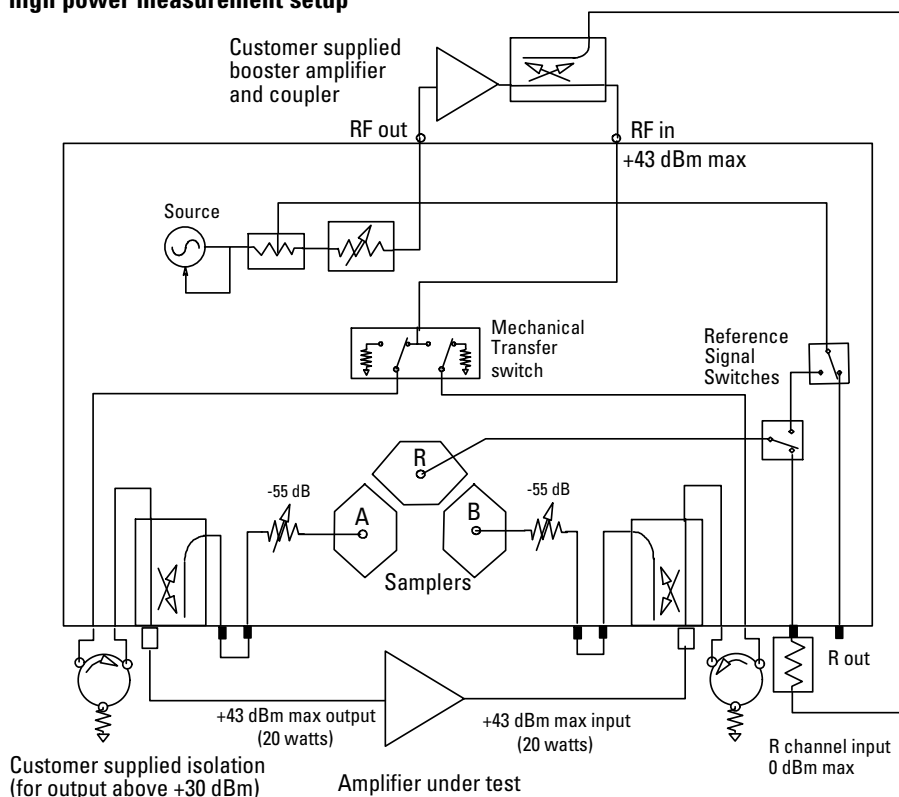 high power measurement setup
Customer supplied
booster amplifier
and coupler
RF out
RF in
+43 dBm max
Source
Mechanical
Transfer
switch
Reference
Signal
Switches
R
-55 dB
-55 dB
A
B
Samplers
R out
+43 dBm max output
(20 watts)
+43 dBm max input
(20 watts)
R channel input
0 dBm max
Customer supplied isolation
(for output above +30 dBm)
Amplifier under test